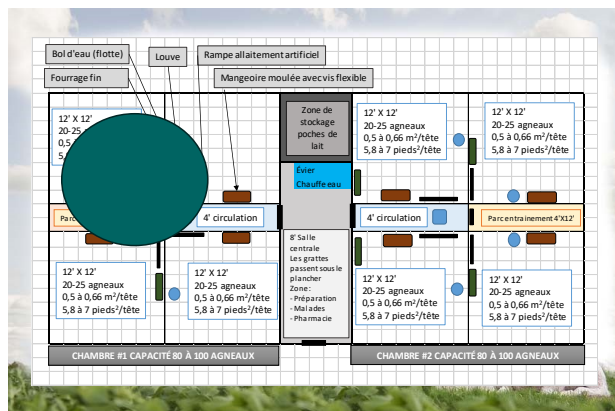 Bol d'eau (flotte)
Louve
Rampe allaitement artificiel
Fourrage fin
Mangeoire moulée avec vis flexible
12' X 12'
20-25
0,5
5,8
Zone de
stockage
poches de
lait
Évier
Chauffe eau
12' X 12'
20-25 agneaux
0,5 à 0,66 m²/tête
5,8 à 7 pieds²/tête
12' X 12'
20-25 agneaux
0,5 à 0,66 m²/tête
5,8 à 7 pieds²/tête
Parc
4' circulation
4' circulation
Parc entrainement 4'X12'
12' X 12'
20-25 agneaux
0,5 à 0,66 m²/tête
5,8 à 7 pieds²/tête
12' X 12'
20-25 agneaux
0,5 à 0,66 m²/tête
5,8 à 7 pieds²/tête
8' Salle
centrale
Les grattes
passent sous le
plancher
Zone :
- Préparation
- Malades
- Pharmacie
12' X 12'
20-25 agneaux
0,5 à 0,66 m²/tête
5,8 à 7 pieds²/tête
12' X 12'
20-25 agneaux
0,5 à 0,66 m²/tête
5,8 à 7 pieds²/tête
CHAMBRE #1 CAPACITÉ 80 À 100 AGNEAUX
CHAMBRE #2 CAPACITÉ 80 À 100 AGNEAUX